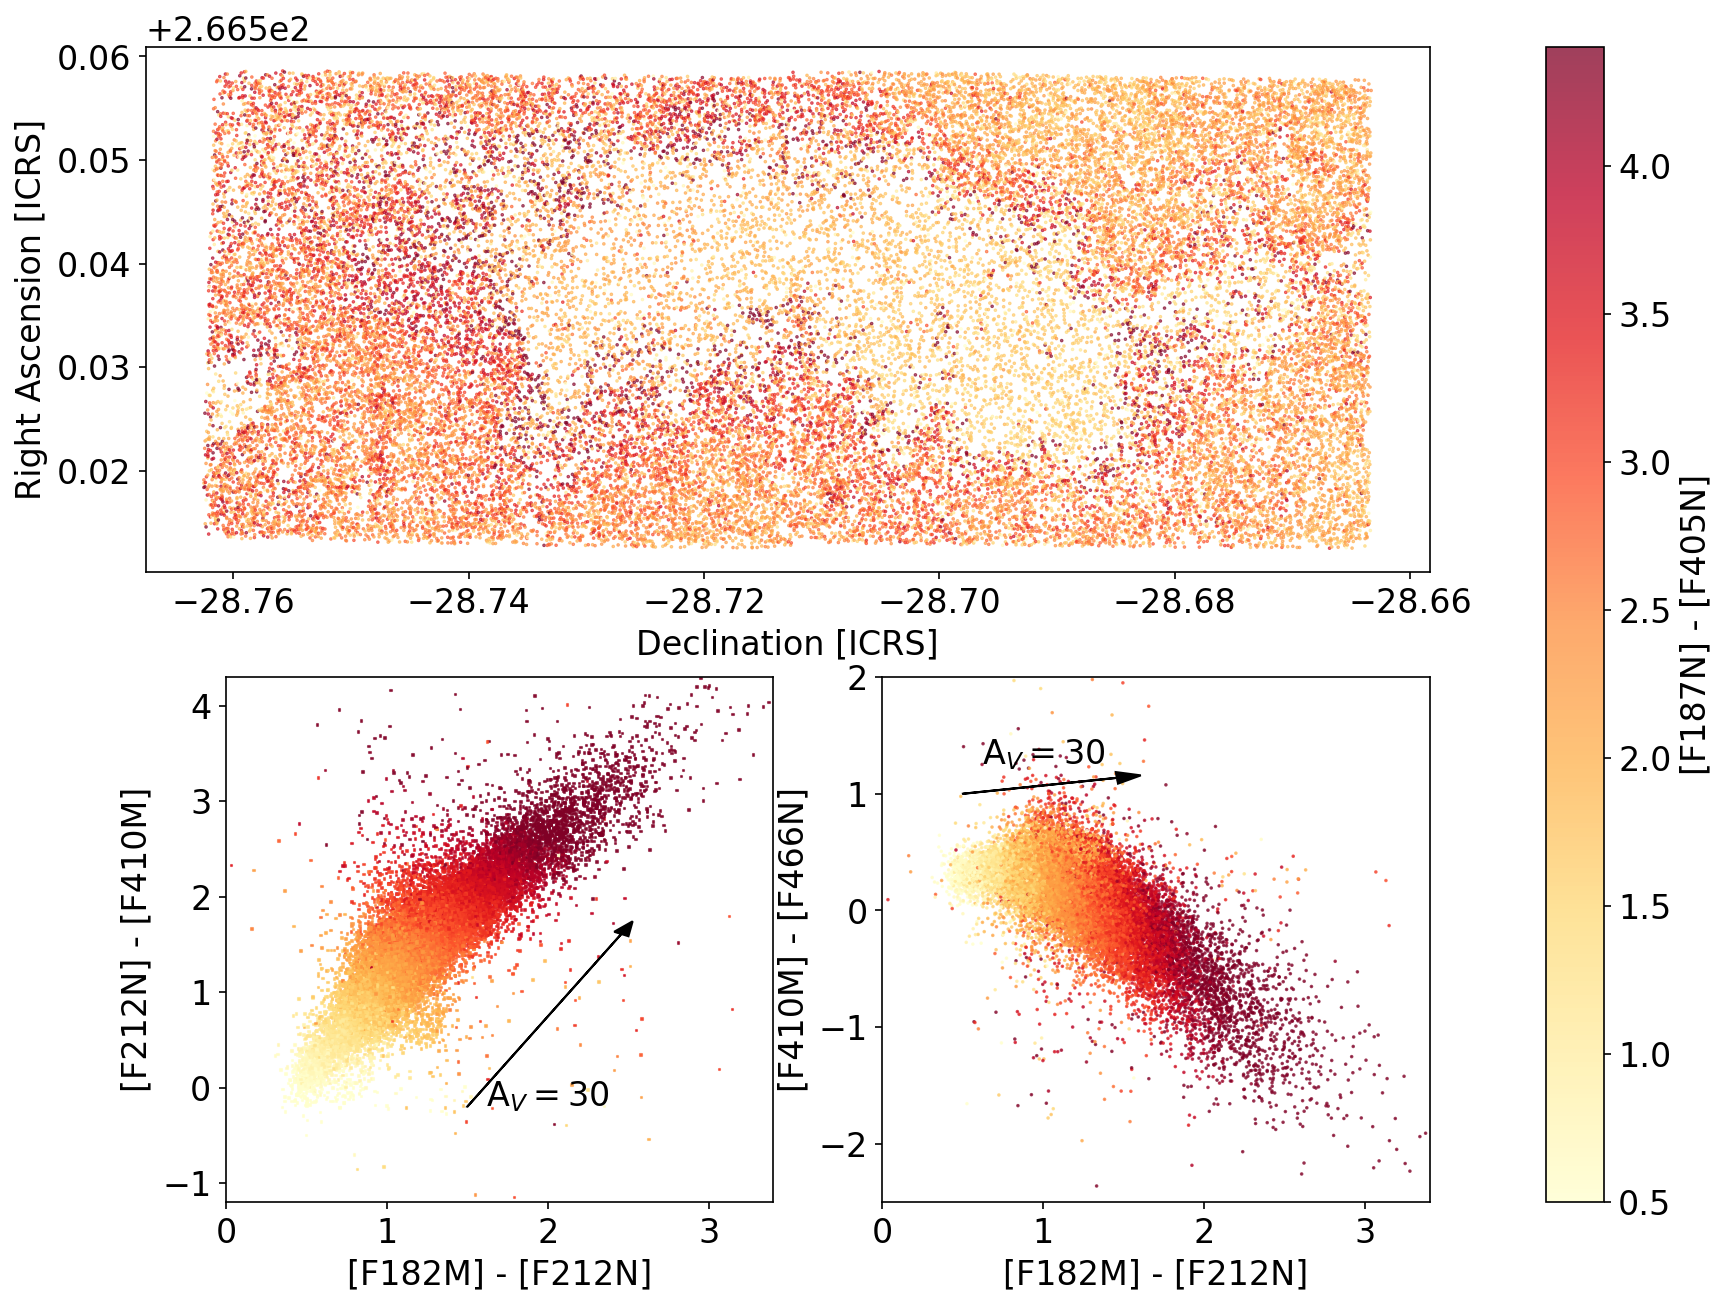 +2.665e2
0.06
0.05
0.04
0.03
0.02
Right Ascension [ICRS]
−28.76 −28.74 −28.72 −28.70 −28.68 −28.66
Declination [ICRS]
4.0
3.5
3.0
2.5
2.0
1.5
1.0
0.5
[F187N] - [F405N]
4
3
2
1
0
−1
[F212N] - [F410M]
A_V = 30
0 1 2 3
[F182M] - [F212N]
2
1
0
−1
−2
[F410M] - [F466N]
A_V = 30
0 1 2 3
[F182M] - [F212N]